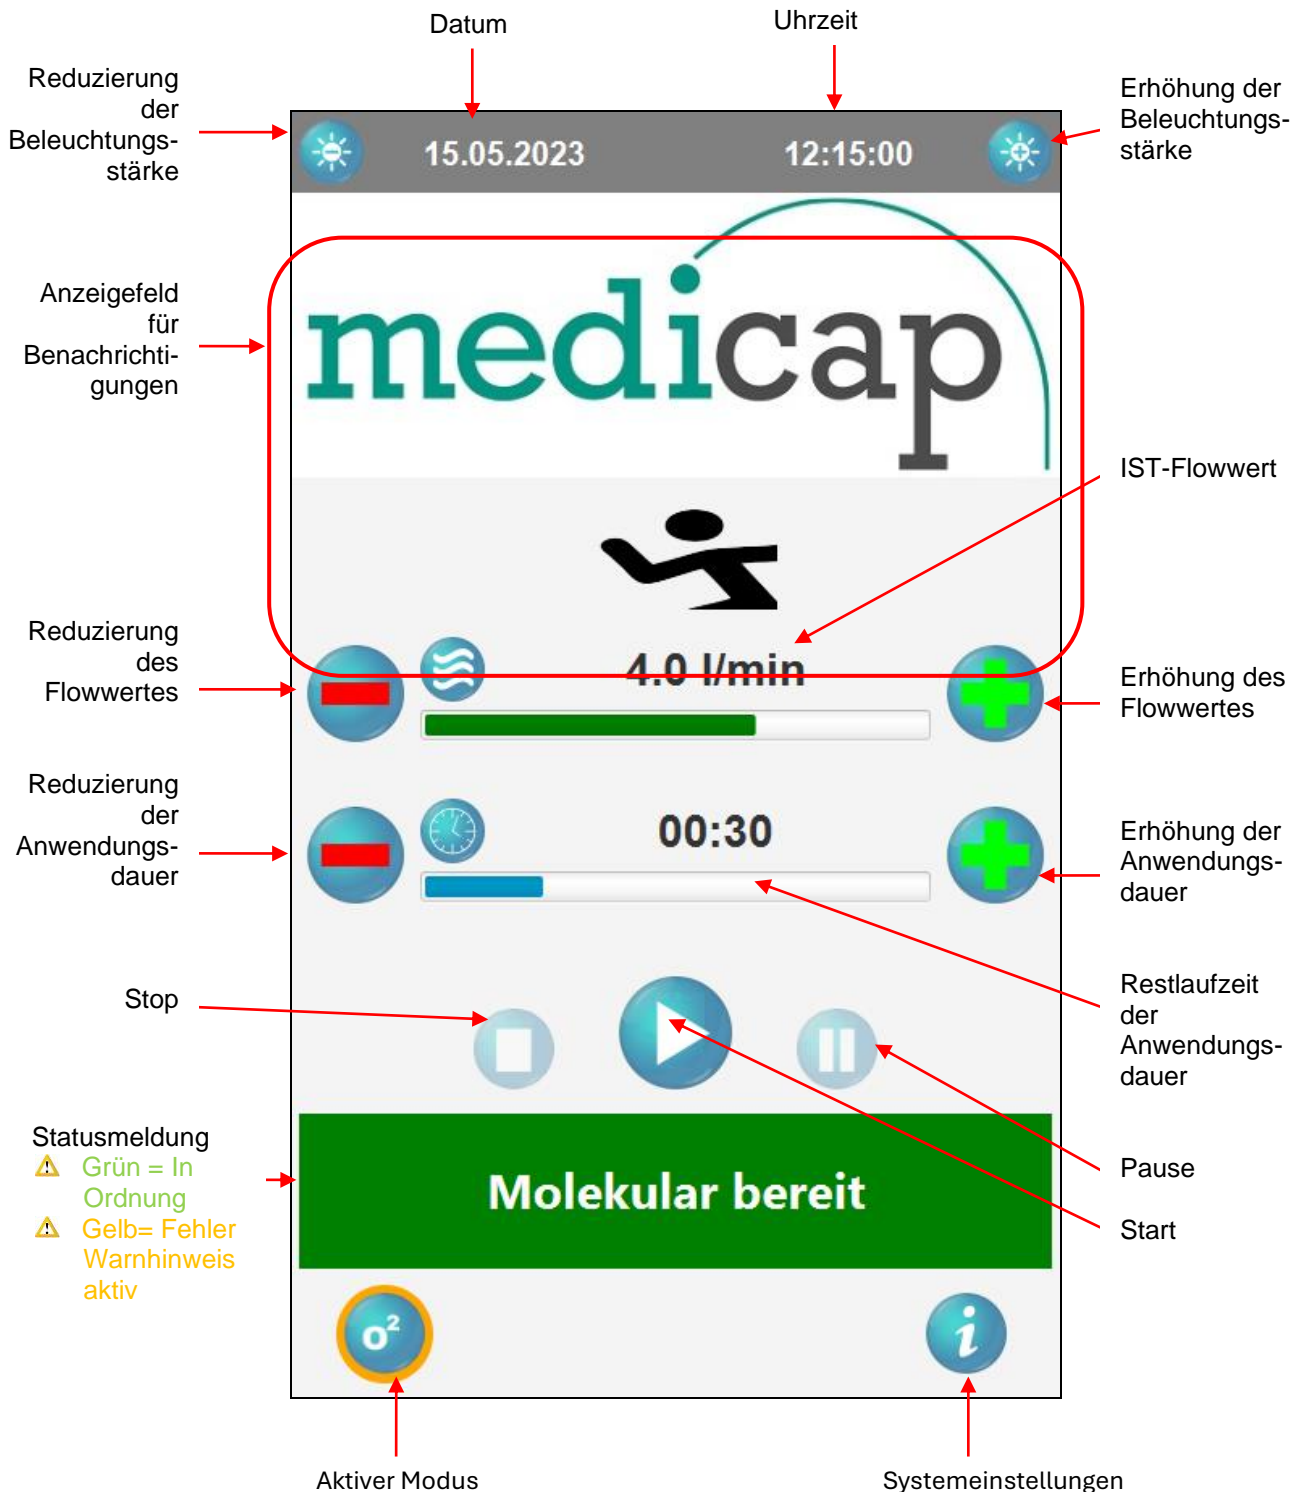 Datum
Uhrzeit
Reduzierung
der
Beleuchtungs-
stärke
Erhöhung der
Beleuchtungs-
stärke
15.05.2023
12:15:00
medicap
Anzeigefeld
für
Benachrichti-
gungen
IST-Flowwert
Reduzierung
des
Flowwertes
4.0 l/min
Erhöhung des
Flowwertes
Reduzierung
der
Anwendungs-
dauer
00:30
Erhöhung der
Anwendungs-
dauer
Stop
Restlaufzeit
der
Anwendungs-
dauer
Statusmeldung
Grün = In
Ordnung
Gelb= Fehler
Warnhinweis
aktiv
Molekular bereit
Pause
Start
o²
i
Aktiver Modus
Systemeinstellungen